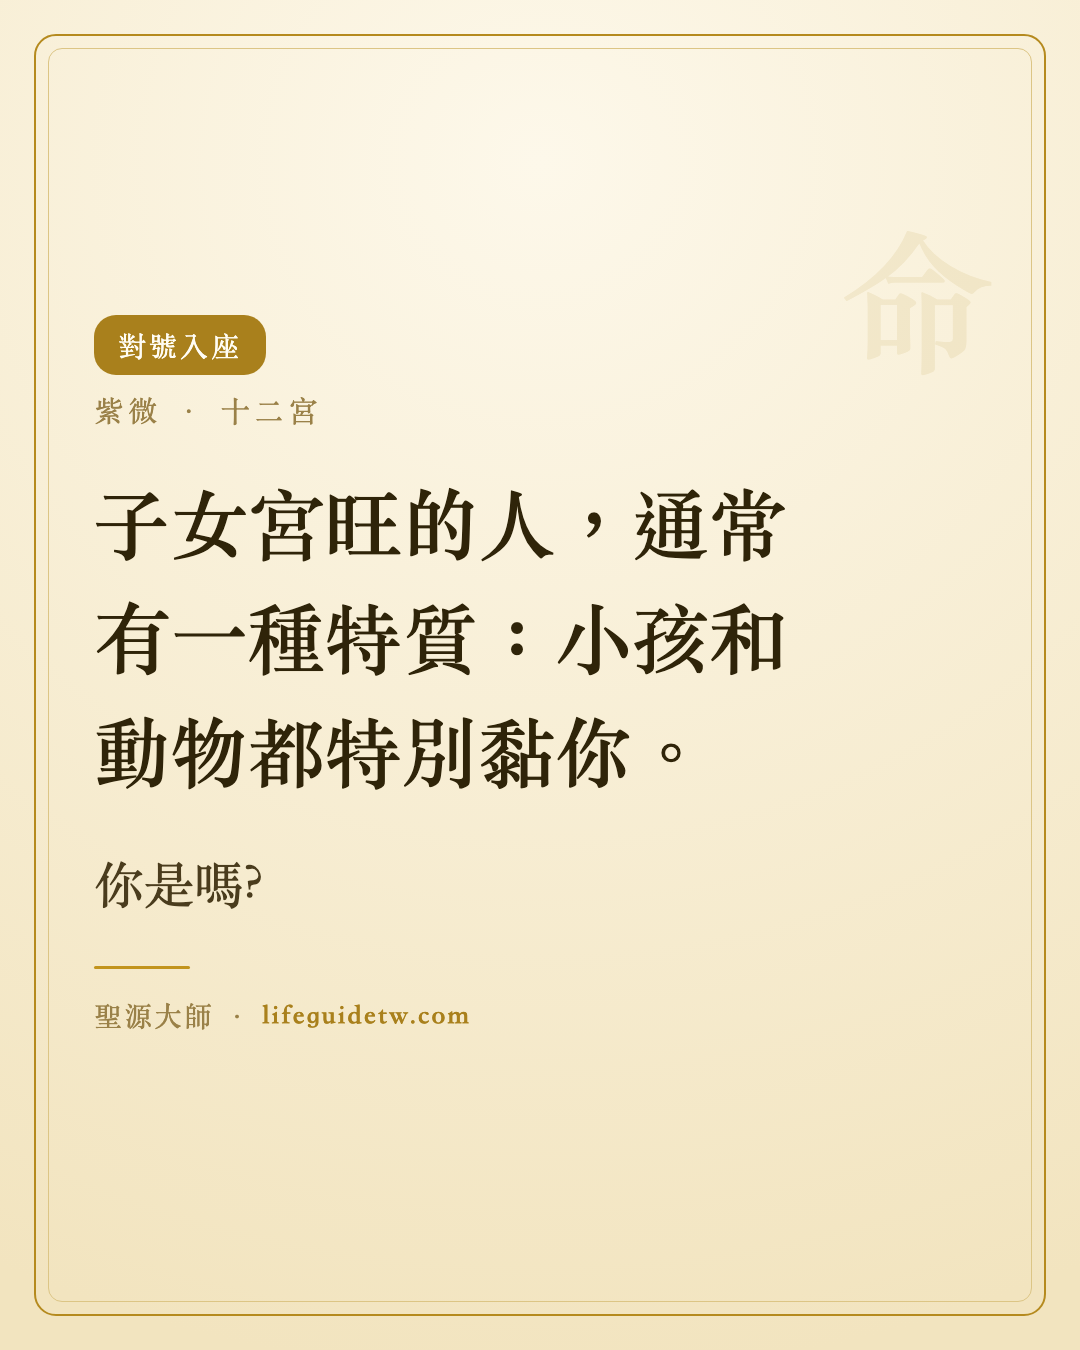 命
對號入座
紫微 · 十二宮
子女宮旺的人，通常
有一種特質：小孩和
動物都特別黏你。
你是嗎?
聖源大師 · lifeguidetw.com